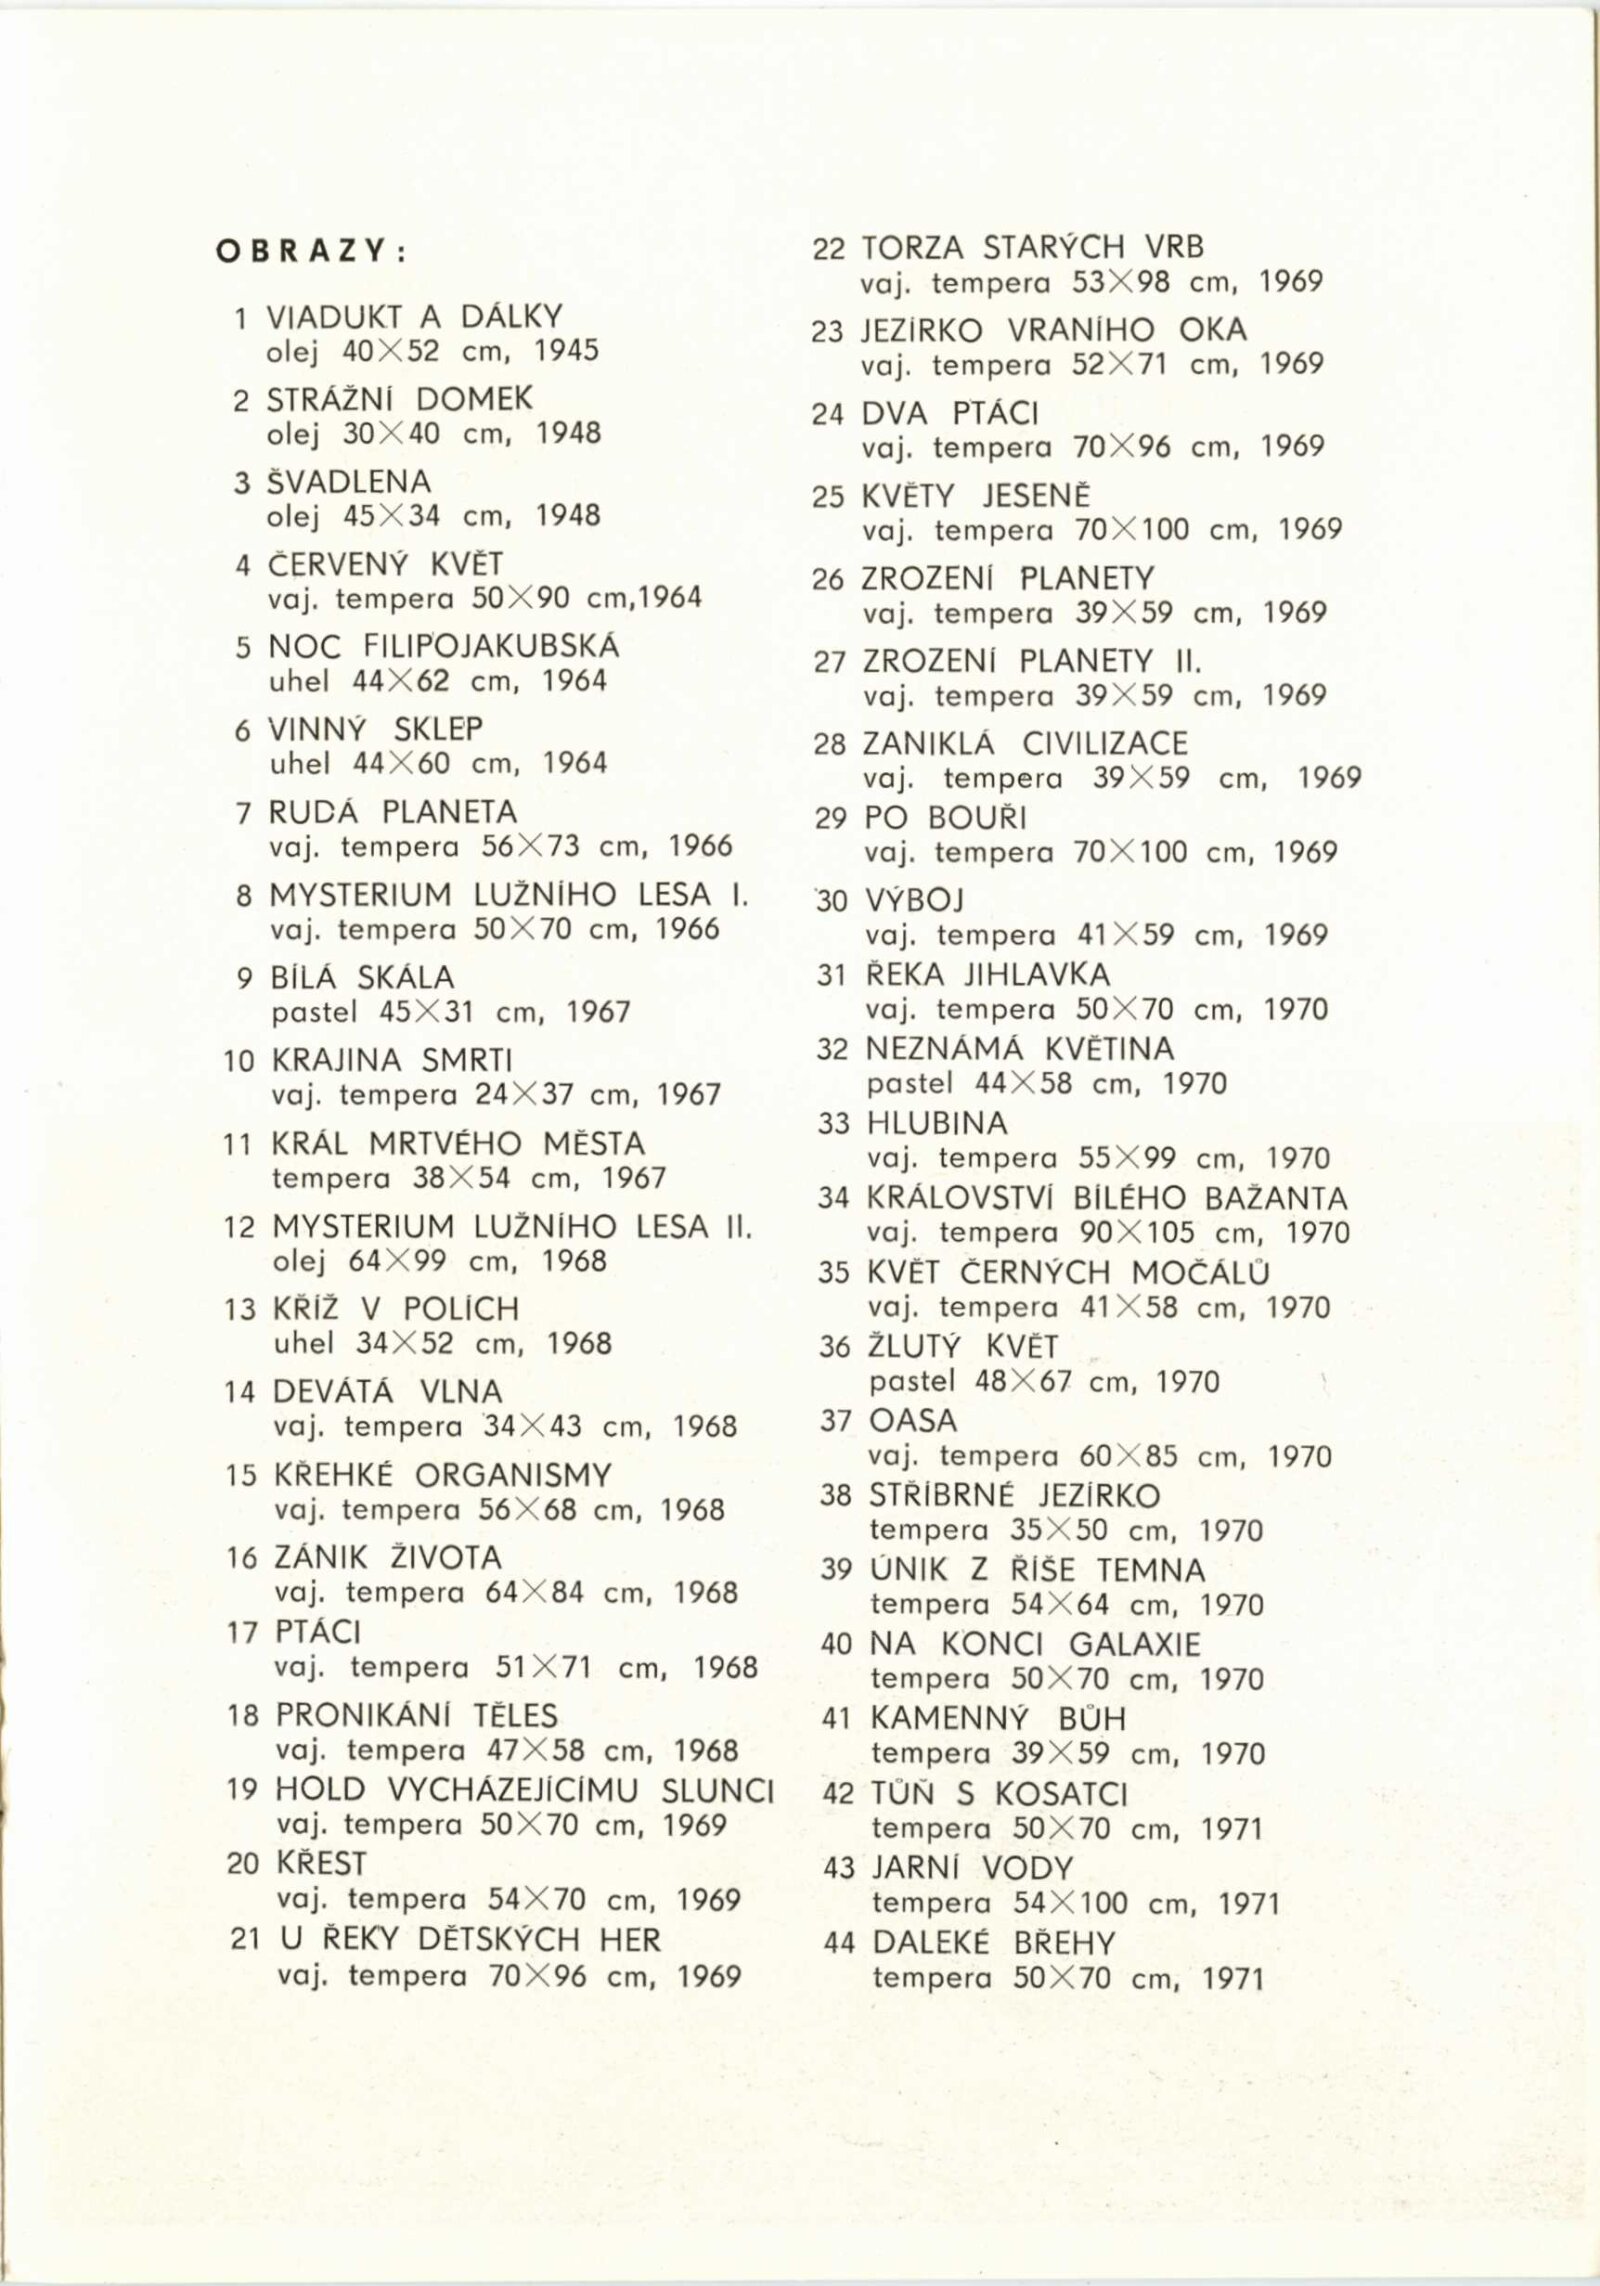 OBRAZY:
1 VIADUKT A DÁLKY
olej 40×52 cm, 1945
2 STRÁŽNÍ DOMEK
olej 30×40 cm, 1948
3 ŠVADLENA
olej 45×34 cm, 1948
4 ČERVENÝ KVĚT
vaj. tempera 50×90 cm,1964
5 NOC FILIPOJAKUBSKÁ
uhel 44×62 cm, 1964
6 VINNÝ SKLEP
uhel 44×60 cm, 1964
7 RUDÁ PLANETA
vaj. tempera 56×73 cm, 1966
8 MYSTERIUM LUŽNÍHO LESA I.
vaj. tempera 50×70 cm, 1966
9 BÍLÁ SKÁLA
pastel 45×31 cm, 1967
10 KRAJINA SMRTI
vaj. tempera 24×37 cm, 1967
11 KRÁL MRTVÉHO MĚSTA
tempera 38×54 cm, 1967
12 MYSTERIUM LUŽNÍHO LESA II.
olej 64×99 cm, 1968
13 KŘÍŽ V POLÍCH
uhel 34×52 cm, 1968
14 DEVÁTÁ VLNA
vaj. tempera 34×43 cm, 1968
15 KŘEHKÉ ORGANISMY
vaj. tempera 56×68 cm, 1968
16 ZÁNIK ŽIVOTA
vaj. tempera 64×84 cm, 1968
17 PTÁCI
vaj. tempera 51×71 cm, 1968
18 PRONIKÁNÍ TĚLES
vaj. tempera 47×58 cm, 1968
19 HOLD VYCHÁZEJÍCÍMU SLUNCI
vaj. tempera 50×70 cm, 1969
20 KŘEST
vaj. tempera 54×70 cm, 1969
21 U ŘEKY DĚTSKÝCH HER
vaj. tempera 70×96 cm, 1969
22 TORZA STARÝCH VRB
vaj. tempera 53×98 cm, 1969
23 JEZÍRKO VRANÍHO OKA
vaj. tempera 52×71 cm, 1969
24 DVA PTÁCI
vaj. tempera 70×96 cm, 1969
25 KVĚTY JESENĚ
vaj. tempera 70×100 cm, 1969
26 ZROZENÍ PLANETY
vaj. tempera 39×59 cm, 1969
27 ZROZENÍ PLANETY II.
vaj. tempera 39×59 cm, 1969
28 ZANIKLÁ CIVILIZACE
vaj. tempera 39×59 cm, 1969
29 PO BOUŘI
vaj. tempera 70×100 cm, 1969
30 VÝBOJ
vaj. tempera 41×59 cm, 1969
31 ŘEKA JIHLAVKA
vaj. tempera 50×70 cm, 1970
32 NEZNÁMÁ KVĚTINA
pastel 44×58 cm, 1970
33 HLUBINA
vaj. tempera 55×99 cm, 1970
34 KRÁLOVSTVÍ BÍLÉHO BAŽANTA
vaj. tempera 90×105 cm, 1970
35 KVĚT ČERNÝCH MOČÁLŮ
vaj. tempera 41×58 cm, 1970
36 ŽLUTÝ KVĚT
pastel 48×67 cm, 1970
37 OASA
vaj. tempera 60×85 cm, 1970
38 STŘÍBRNÉ JEZÍRKO
tempera 35×50 cm, 1970
39 ÚNIK Z ŘÍŠE TEMNA
tempera 54×64 cm, 1970
40 NA KONCI GALAXIE
tempera 50×70 cm, 1970
41 KAMENNÝ BŮH
tempera 39×59 cm, 1970
42 TŮŇ S KOSATCI
tempera 50×70 cm, 1971
43 JARNÍ VODY
tempera 54×100 cm, 1971
44 DALEKÉ BŘEHY
tempera 50×70 cm, 1971